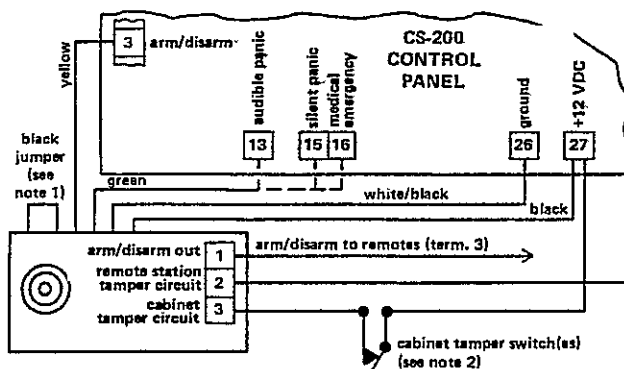 CS-200
CONTROL
PANEL
3
arm/disarm
yellow
audible panic
silent panic
medical
emergency
ground
+12 VDC
13
15
16
26
27
black
jumper
(see
note 1)
green
white/black
black
arm/disarm out
1
arm/disarm to remotes (term. 3)
remote station
tamper circuit
2
cabinet
tamper circuit
3
cabinet tamper switch(es)
(see note 2)